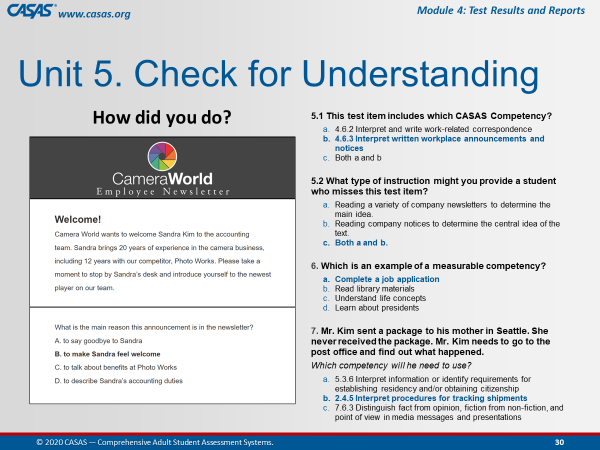 CASAS
www.casas.org
Module 4: Test Results and Reports
Unit 5. Check for Understanding
How did you do?
CameraWorld
Employee Newsletter
Welcome!
Camera World wants to welcome Sandra Kim to the accounting
team. Sandra brings 20 years of experience in the camera business,
including 12 years with our competitor, Photo Works. Please take a
moment to stop by Sandra's desk and introduce yourself to the newest
player on our team.
What is the main reason this announcement is in the newsletter?
A. to say goodbye to Sandra
B. to make Sandra feel welcome
C. to talk about benefits at Photo Works
D. to describe Sandra's accounting duties
5.1 This test item includes which CASAS Competency?
a. 4.6.2 Interpret and write work-related correspondence
b. 4.6.3 Interpret written workplace announcements and
notices
c. Both a and b
5.2 What type of instruction might you provide a student
who misses this test item?
a. Reading a variety of company newsletters to determine the
main idea.
b. Reading company notices to determine the central idea of the
text.
c. Both a and b.
6. Which is an example of a measurable competency?
a. Complete a job application
b. Read library materials
c. Understand life concepts
d. Learn about presidents
7. Mr. Kim sent a package to his mother in Seattle. She
never received the package. Mr. Kim needs to go to the
post office and find out what happened.
Which competency will he need to use?
a. 5.3.6 Interpret information or identify requirements for
establishing residency and/or obtaining citizenship
b. 2.4.5 Interpret procedures for tracking shipments
c. 7.6.3 Distinguish fact from opinion, fiction from non-fiction, and
point of view in media messages and presentations
© 2020 CASAS — Comprehensive Adult Student Assessment Systems.
30